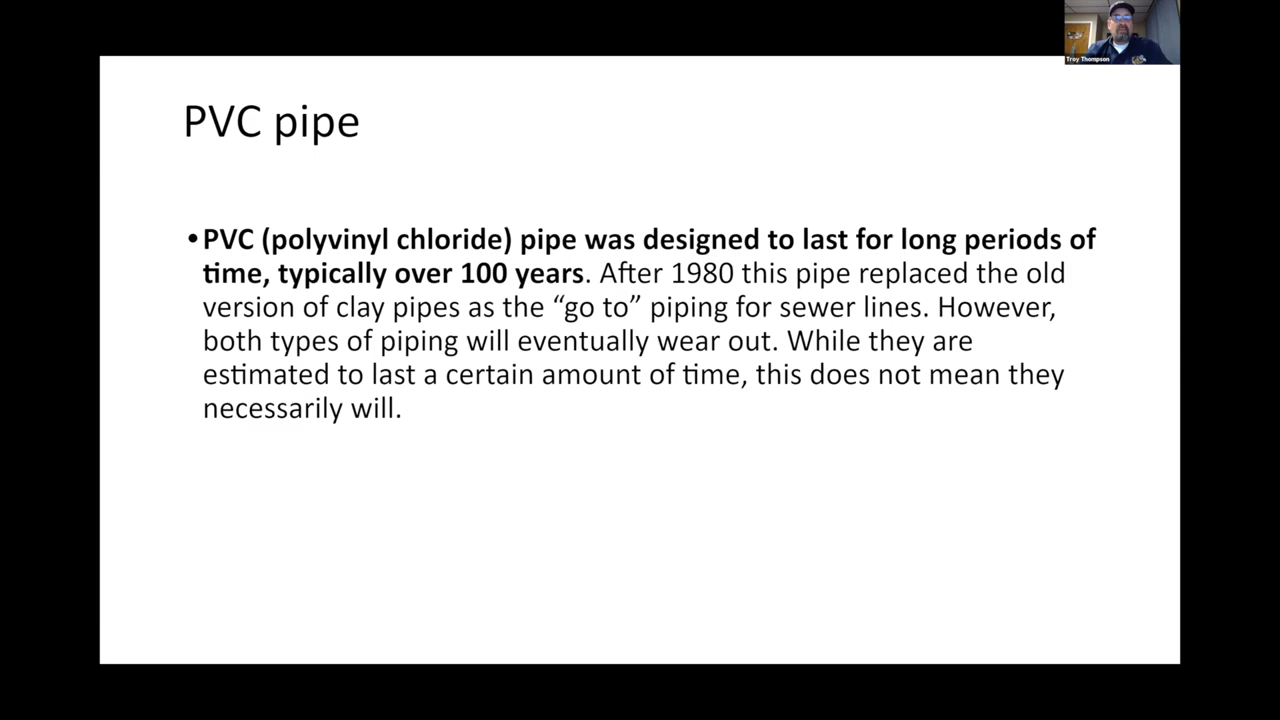 Troy Thompson
PVC pipe
•PVC (polyvinyl chloride) pipe was designed to last for long periods of
time, typically over 100 years. After 1980 this pipe replaced the old
version of clay pipes as the “go to” piping for sewer lines. However,
both types of piping will eventually wear out. While they are
estimated to last a certain amount of time, this does not mean they
necessarily will.